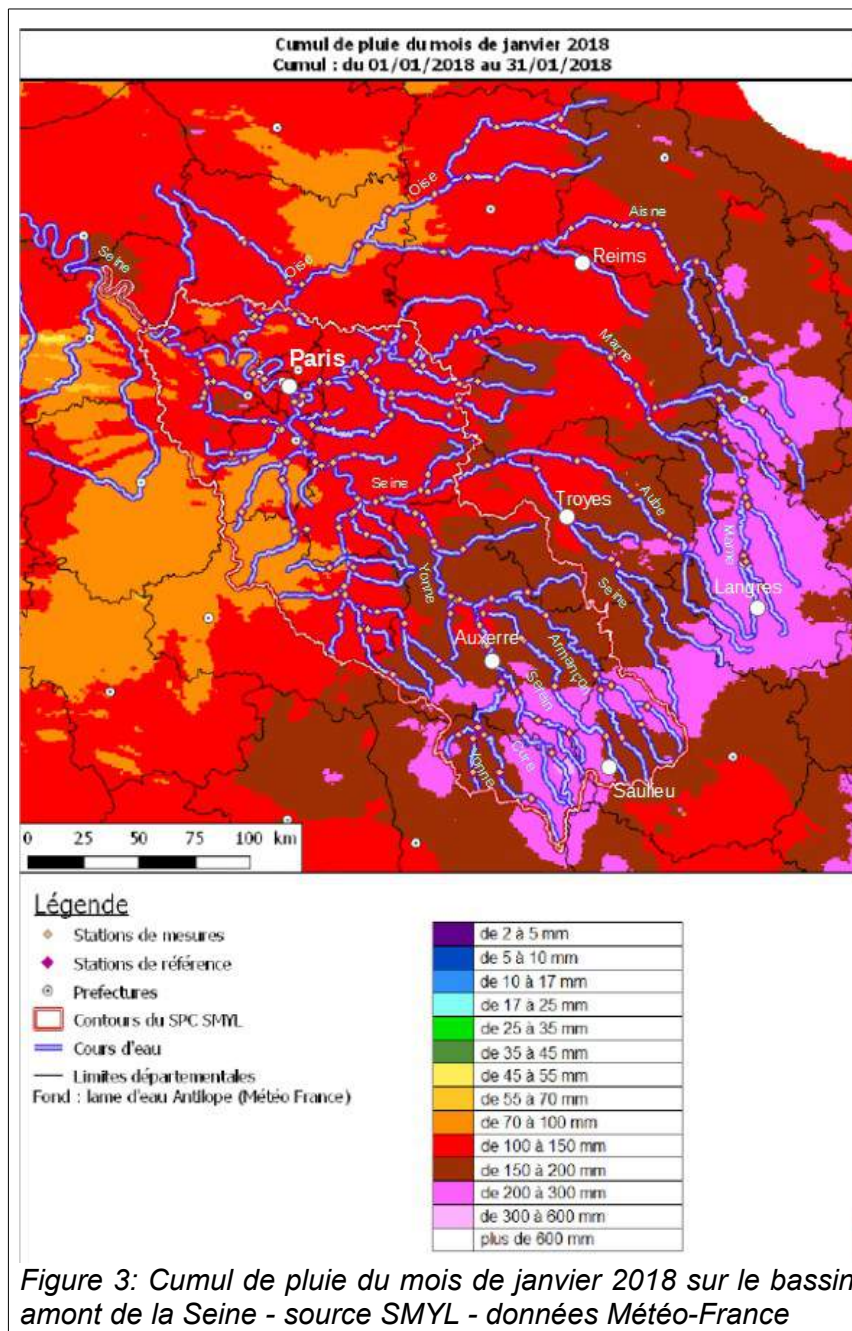 Cumul de pluie du mois de janvier 2018
Cumul : du 01/01/2018 au 31/01/2018
Oise
Aisne
Seine
Oise
Reims
Marne
Paris
Seine
Aube
Troyes
Marne
Yonne
Seine
Langres
Auxerre
Armançon
Serein
Cure
Yonne
Saulieu
0 25 50 75 100 km
Légende
Stations de mesures
Stations de référence
Prefectures
Contours du SPC SMYL
Cours d'eau
Limites départementales
Fond : lame d'eau Antilope (Météo France)
de 2 à 5 mm
de 5 à 10 mm
de 10 à 17 mm
de 17 à 25 mm
de 25 à 35 mm
de 35 à 45 mm
de 45 à 55 mm
de 55 à 70 mm
de 70 à 100 mm
de 100 à 150 mm
de 150 à 200 mm
de 200 à 300 mm
de 300 à 600 mm
plus de 600 mm
Figure 3: Cumul de pluie du mois de janvier 2018 sur le bassin
amont de la Seine - source SMYL - données Météo-France